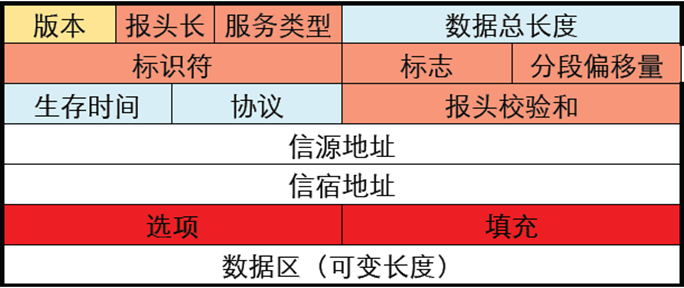 版本 报头长 服务类型 数据总长度
标识符 标志 分段偏移量
生存时间 协议 报头校验和
信源地址
信宿地址
选项 填充
数据区（可变长度）